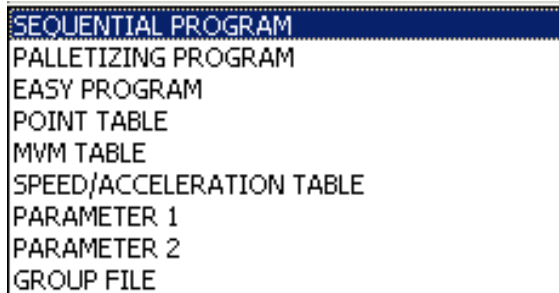 SEQUENTIAL PROGRAM
PALLETIZING PROGRAM
EASY PROGRAM
POINT TABLE
MVM TABLE
SPEED/ACCELERATION TABLE
PARAMETER 1
PARAMETER 2
GROUP FILE